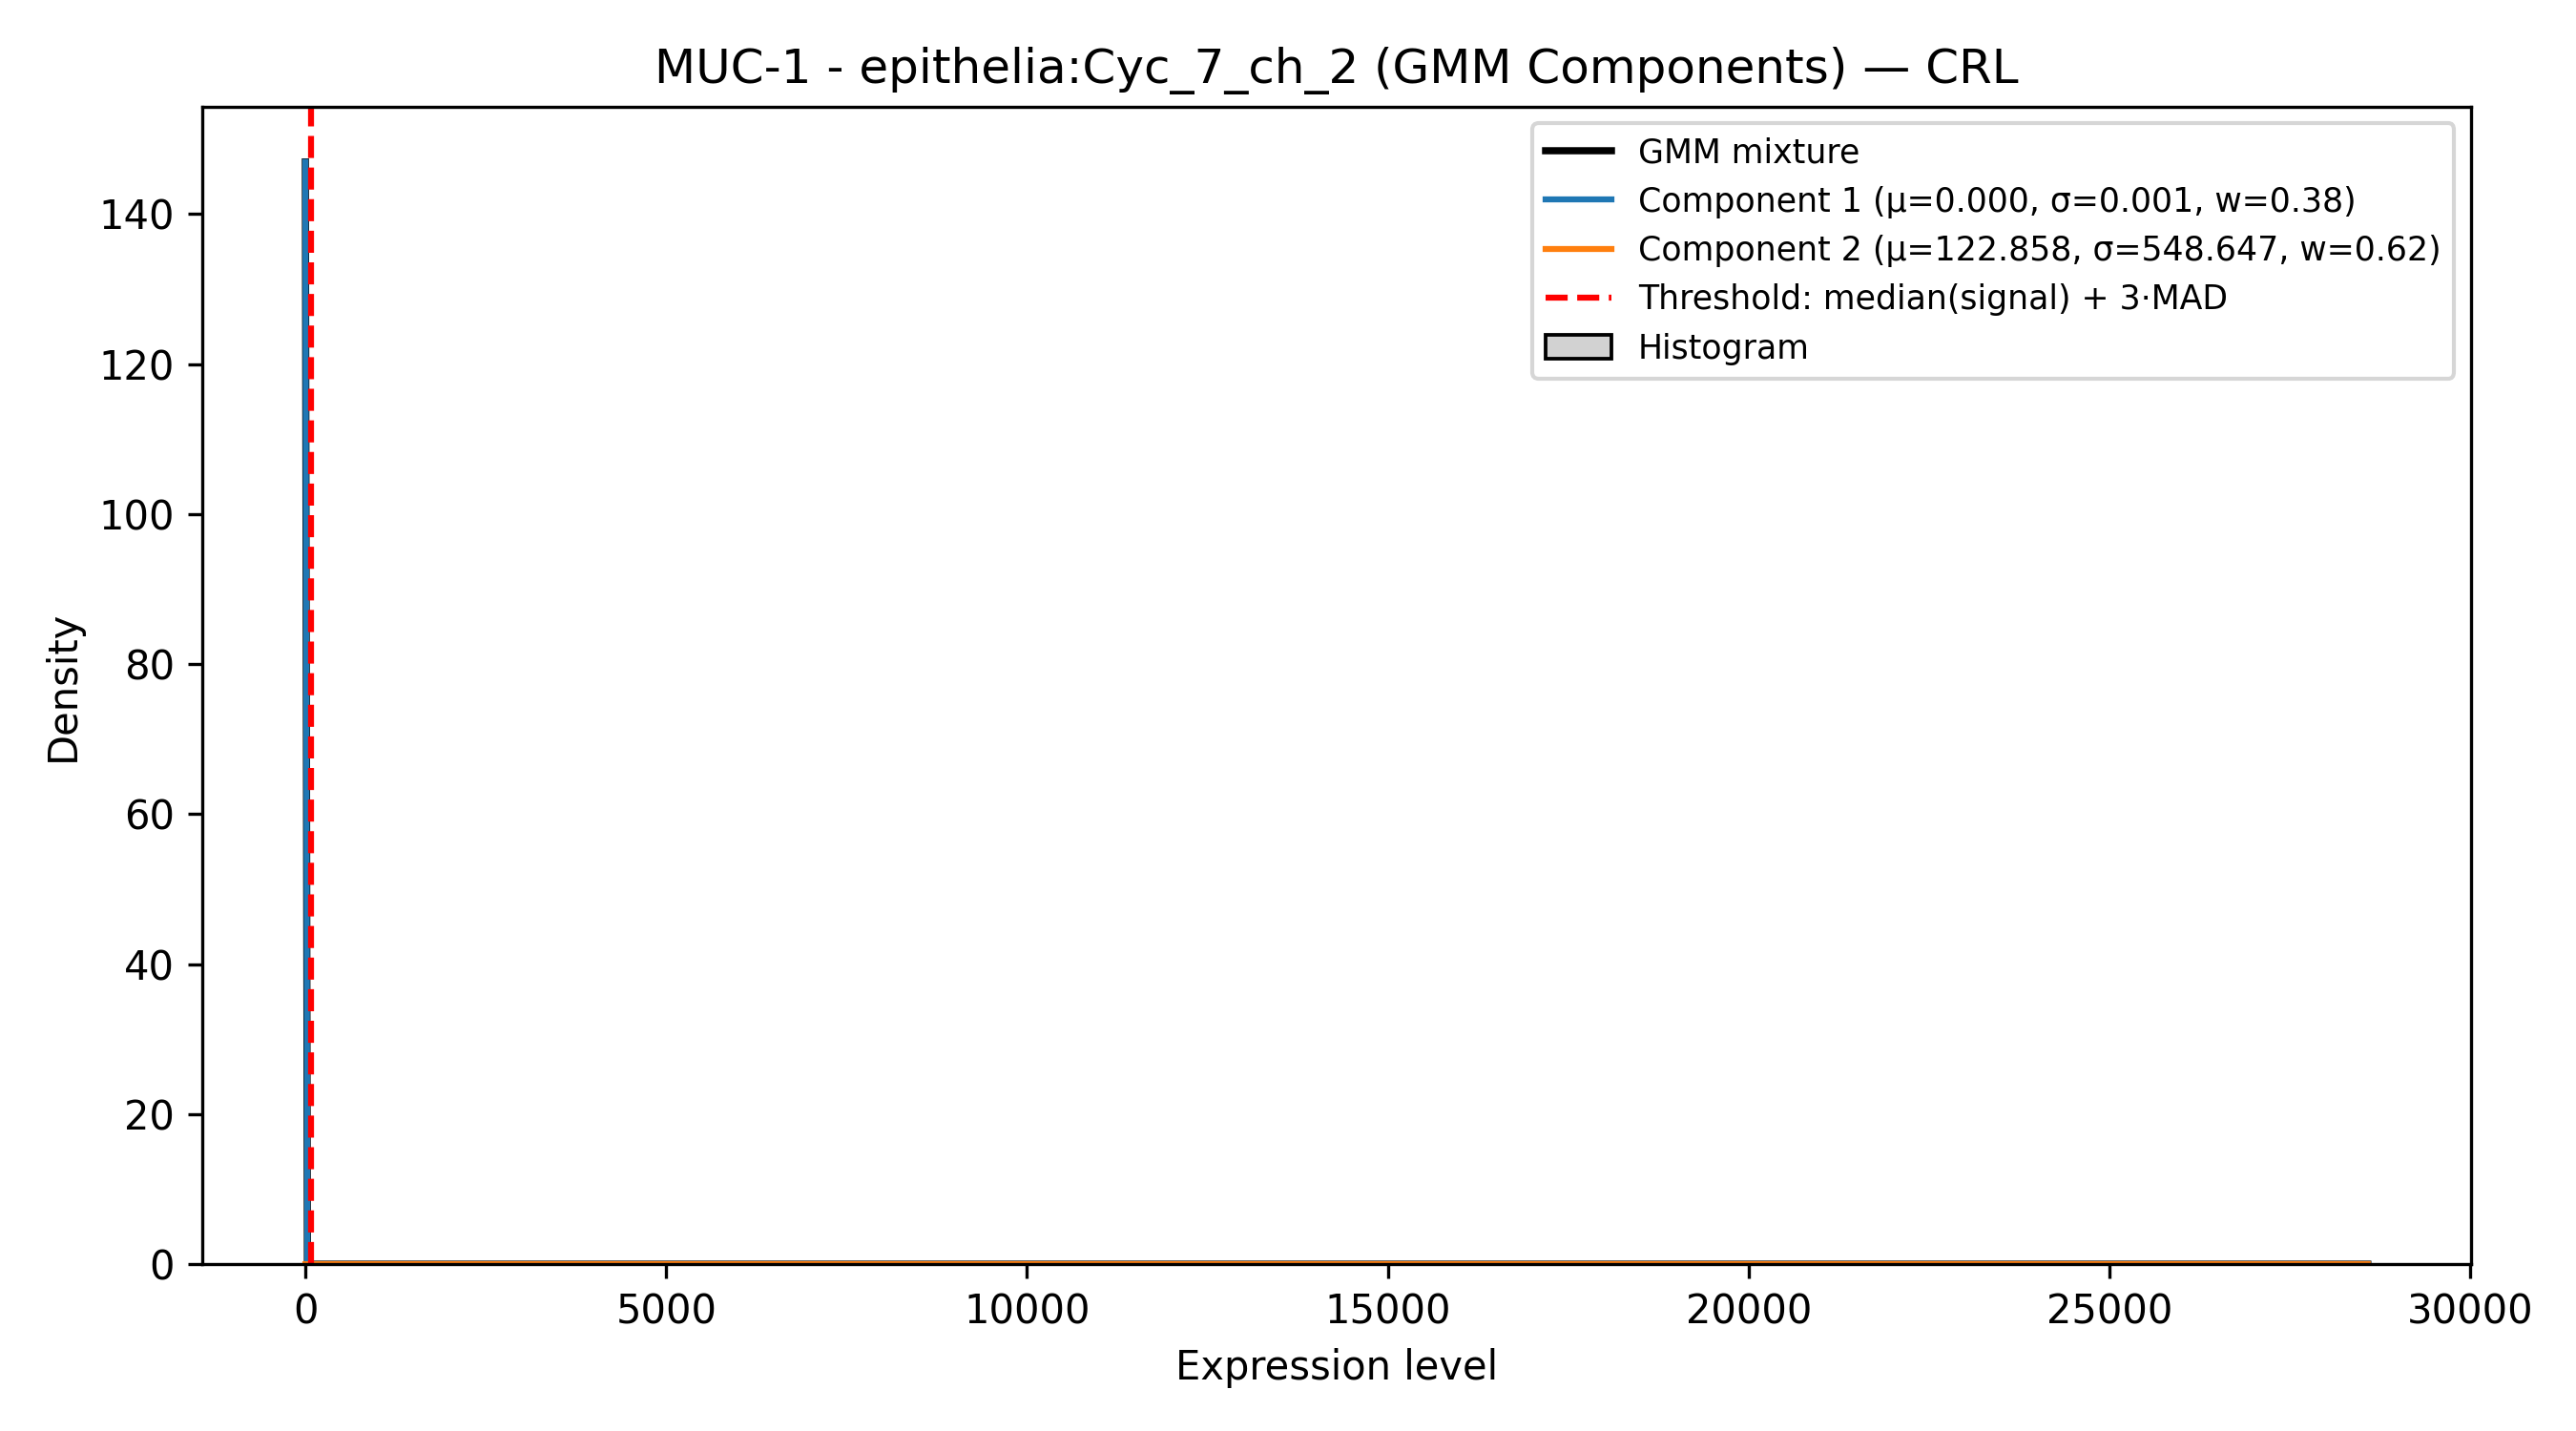 MUC-1 - epithelia:Cyc_7_ch_2 (GMM Components) — CRL
GMM mixture
Component 1 (μ=0.000, σ=0.001, w=0.38)
Component 2 (μ=122.858, σ=548.647, w=0.62)
Threshold: median(signal) + 3·MAD
Histogram
Density
140
120
100
80
60
40
20
0
0 5000 10000 15000 20000 25000 30000
Expression level